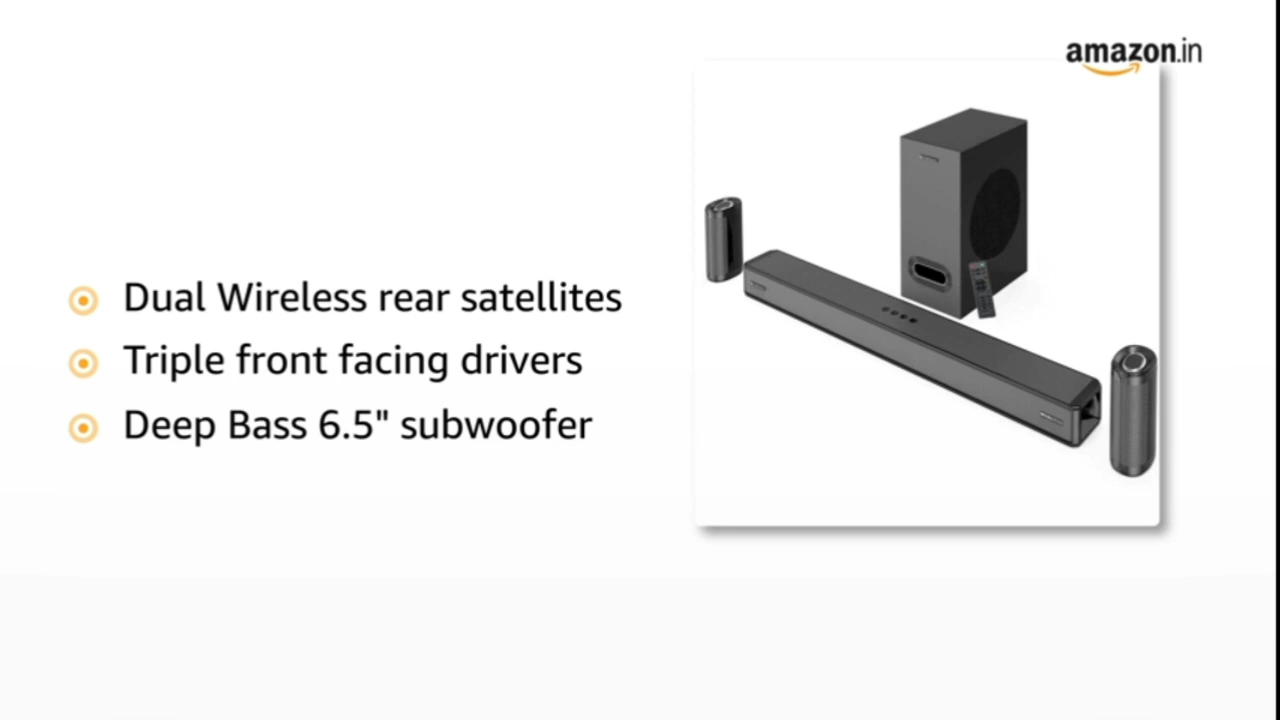 amazon.in
Dual Wireless rear satellites
Triple front facing drivers
Deep Bass 6.5" subwoofer